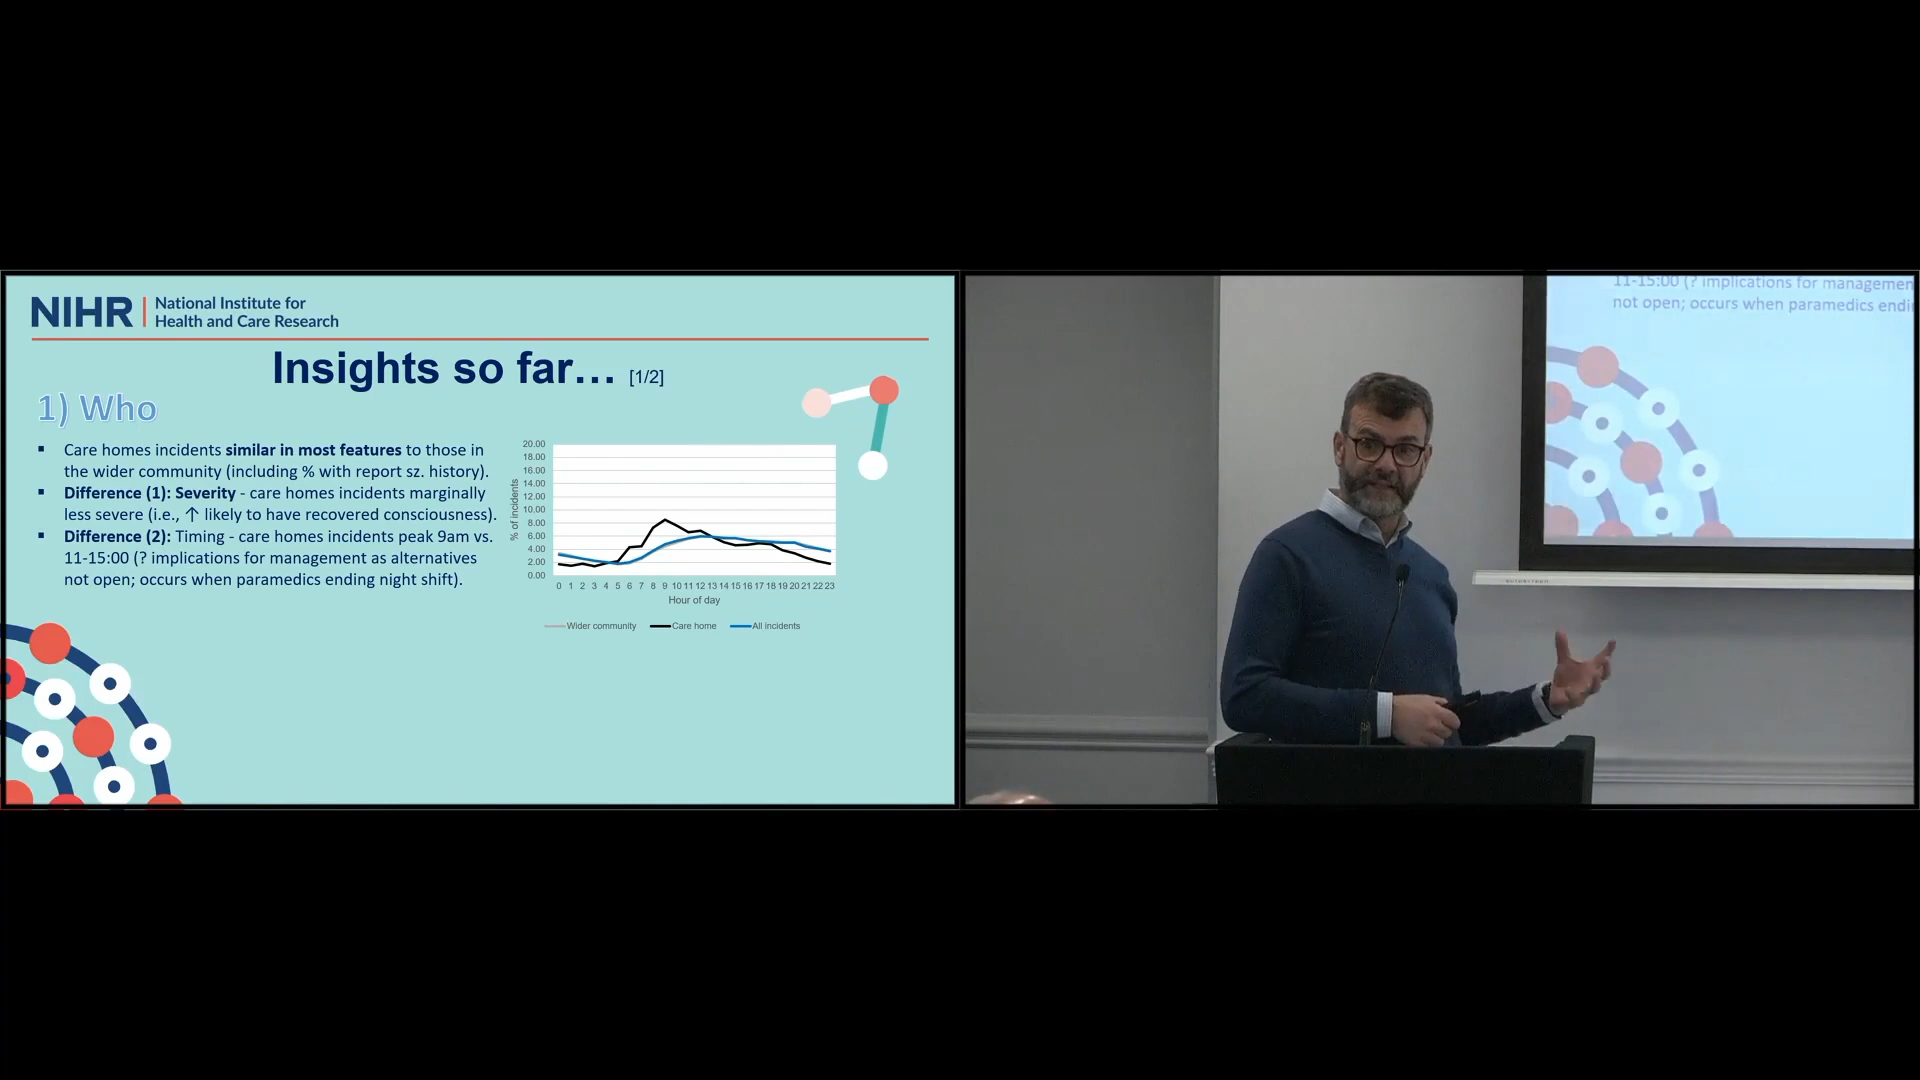 NIHR | National Institute for
Health and Care Research
Insights so far… [1/2]
1) Who
▪ Care homes incidents similar in most features to those in
the wider community (including % with report sz. history).
▪ Difference (1): Severity - care homes incidents marginally
less severe (i.e., ↑ likely to have recovered consciousness).
▪ Difference (2): Timing - care homes incidents peak 9am vs.
11-15:00 (? implications for management as alternatives
not open; occurs when paramedics ending night shift).
20.00
18.00
16.00
14.00
12.00
10.00
8.00
6.00
4.00
2.00
0.00
% of incidents
0 1 2 3 4 5 6 7 8 9 10 11 12 13 14 15 16 17 18 19 20 21 22 23
Hour of day
Wider community Care home All incidents
11-15:00 (? implications for managemen
not open; occurs when paramedics endi